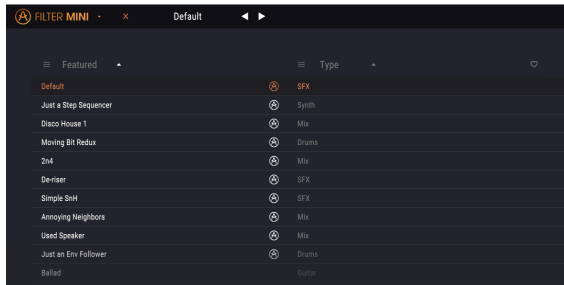 FILTER MINI X Default
Featured Type
Default SFX
Just a Step Sequencer Synth
Disco House 1 Mix
Moving Bit Redux Drums
2n4 Mix
De-riser SFX
Simple SnH SFX
Annoying Neighbors Mix
Used Speaker Mix
Just an Env Follower Drums
Ballad Guitar